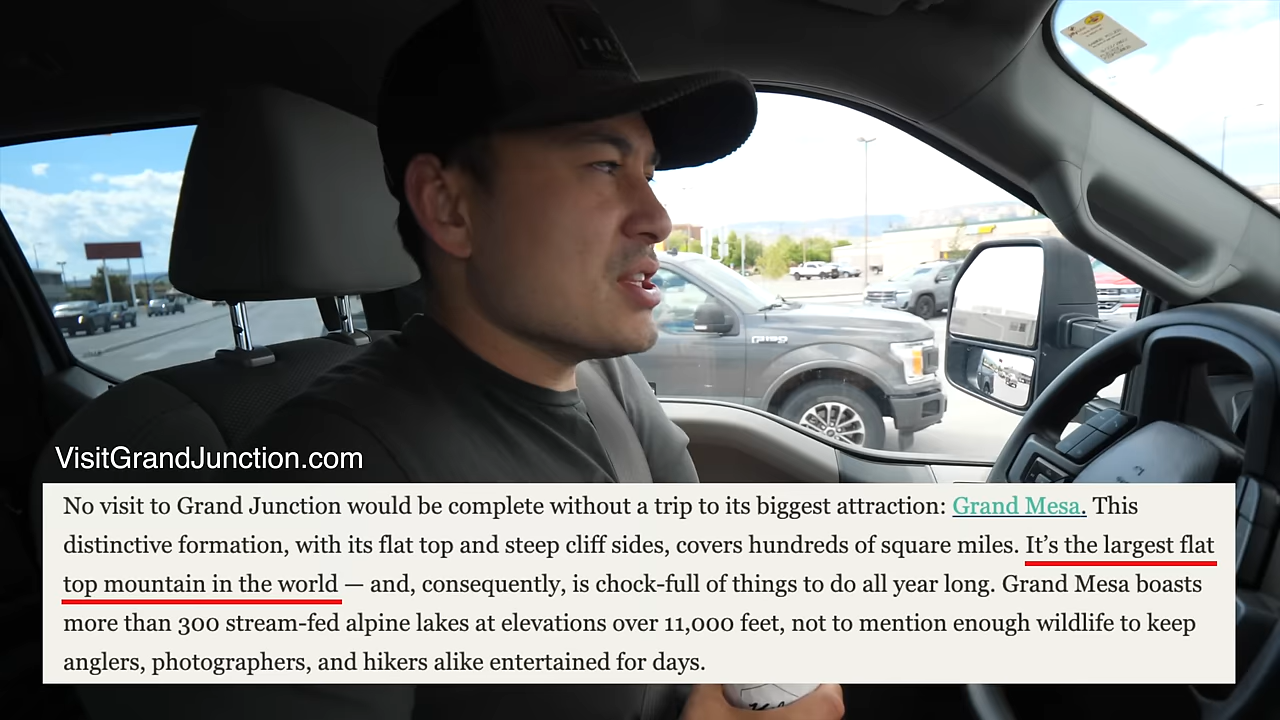 VisitGrandJunction.com
No visit to Grand Junction would be complete without a trip to its biggest attraction: Grand Mesa. This
distinctive formation, with its flat top and steep cliff sides, covers hundreds of square miles. It’s the largest flat
top mountain in the world — and, consequently, is chock-full of things to do all year long. Grand Mesa boasts
more than 300 stream-fed alpine lakes at elevations over 11,000 feet, not to mention enough wildlife to keep
anglers, photographers, and hikers alike entertained for days.